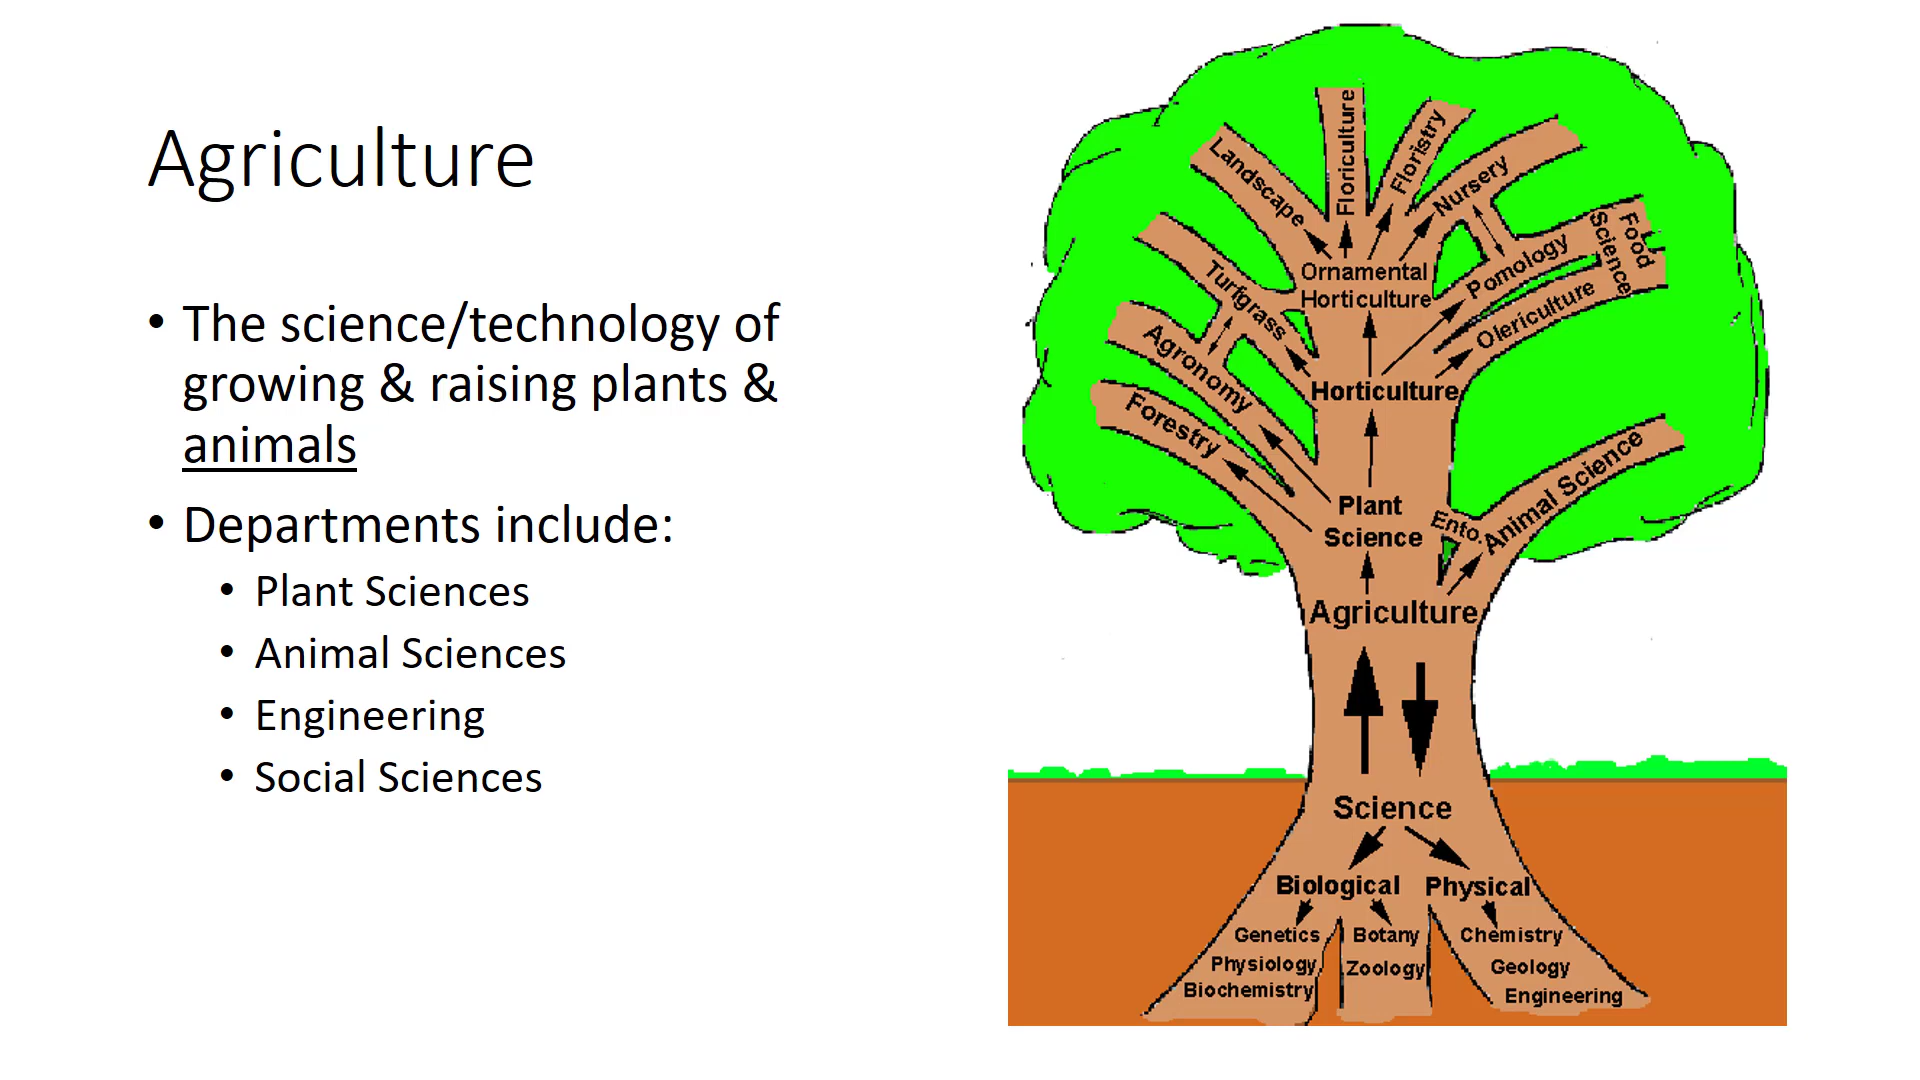 Agriculture
• The science/technology of
growing & raising plants &
animals
• Departments include:
• Plant Sciences
• Animal Sciences
• Engineering
• Social Sciences
Floriculture
Floristry
Landscape
Nursery
Food
Science
Turfgrass
Ornamental
Horticulture
Pomology
Olericulture
Agronomy
Horticulture
Forestry
Animal Science
Plant
Science
Ento.
Agriculture
Science
Biological
Physical
Genetics
Physiology
Biochemistry
Botany
Zoology
Chemistry
Geology
Engineering